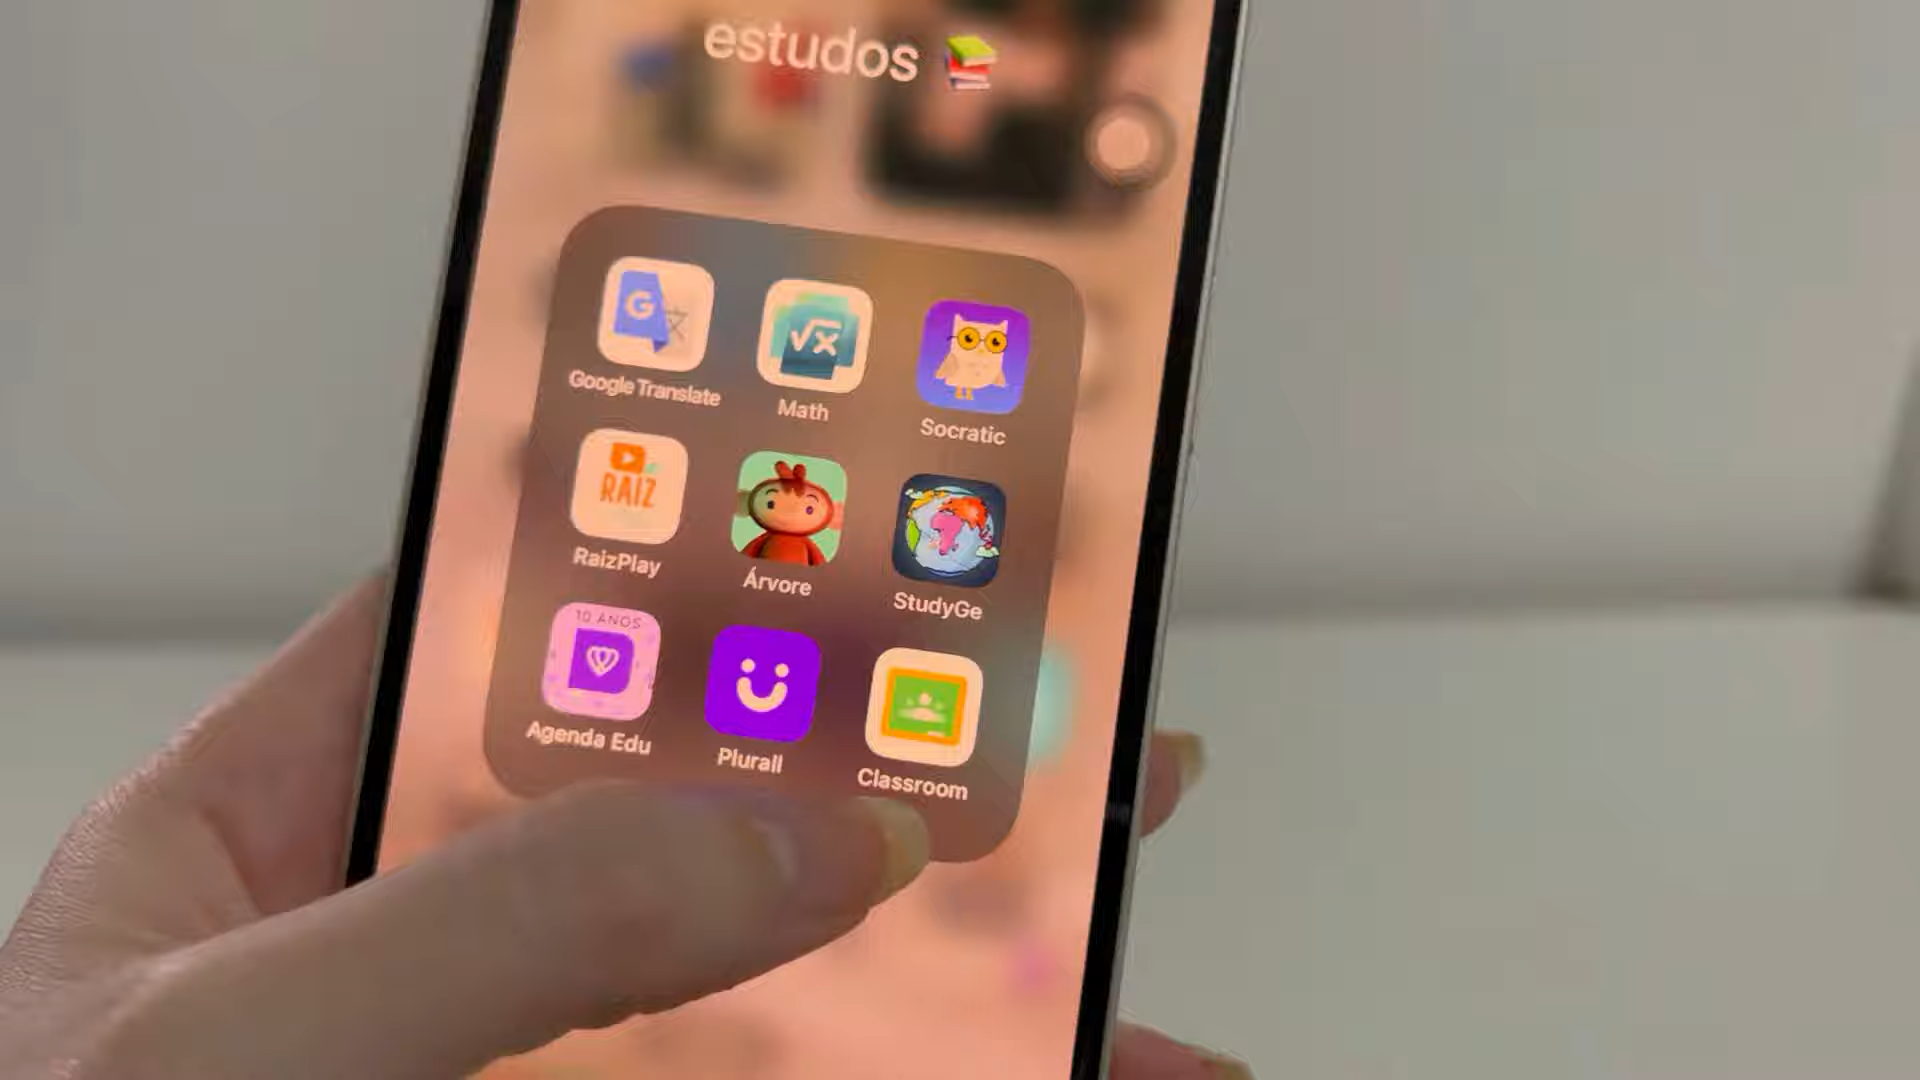 estudos
G
√x
Google Translate
Math
Socratic
RAIZ
RaizPlay
Árvore
StudyGe
10 ANOS
Agenda Edu
Plurall
Classroom